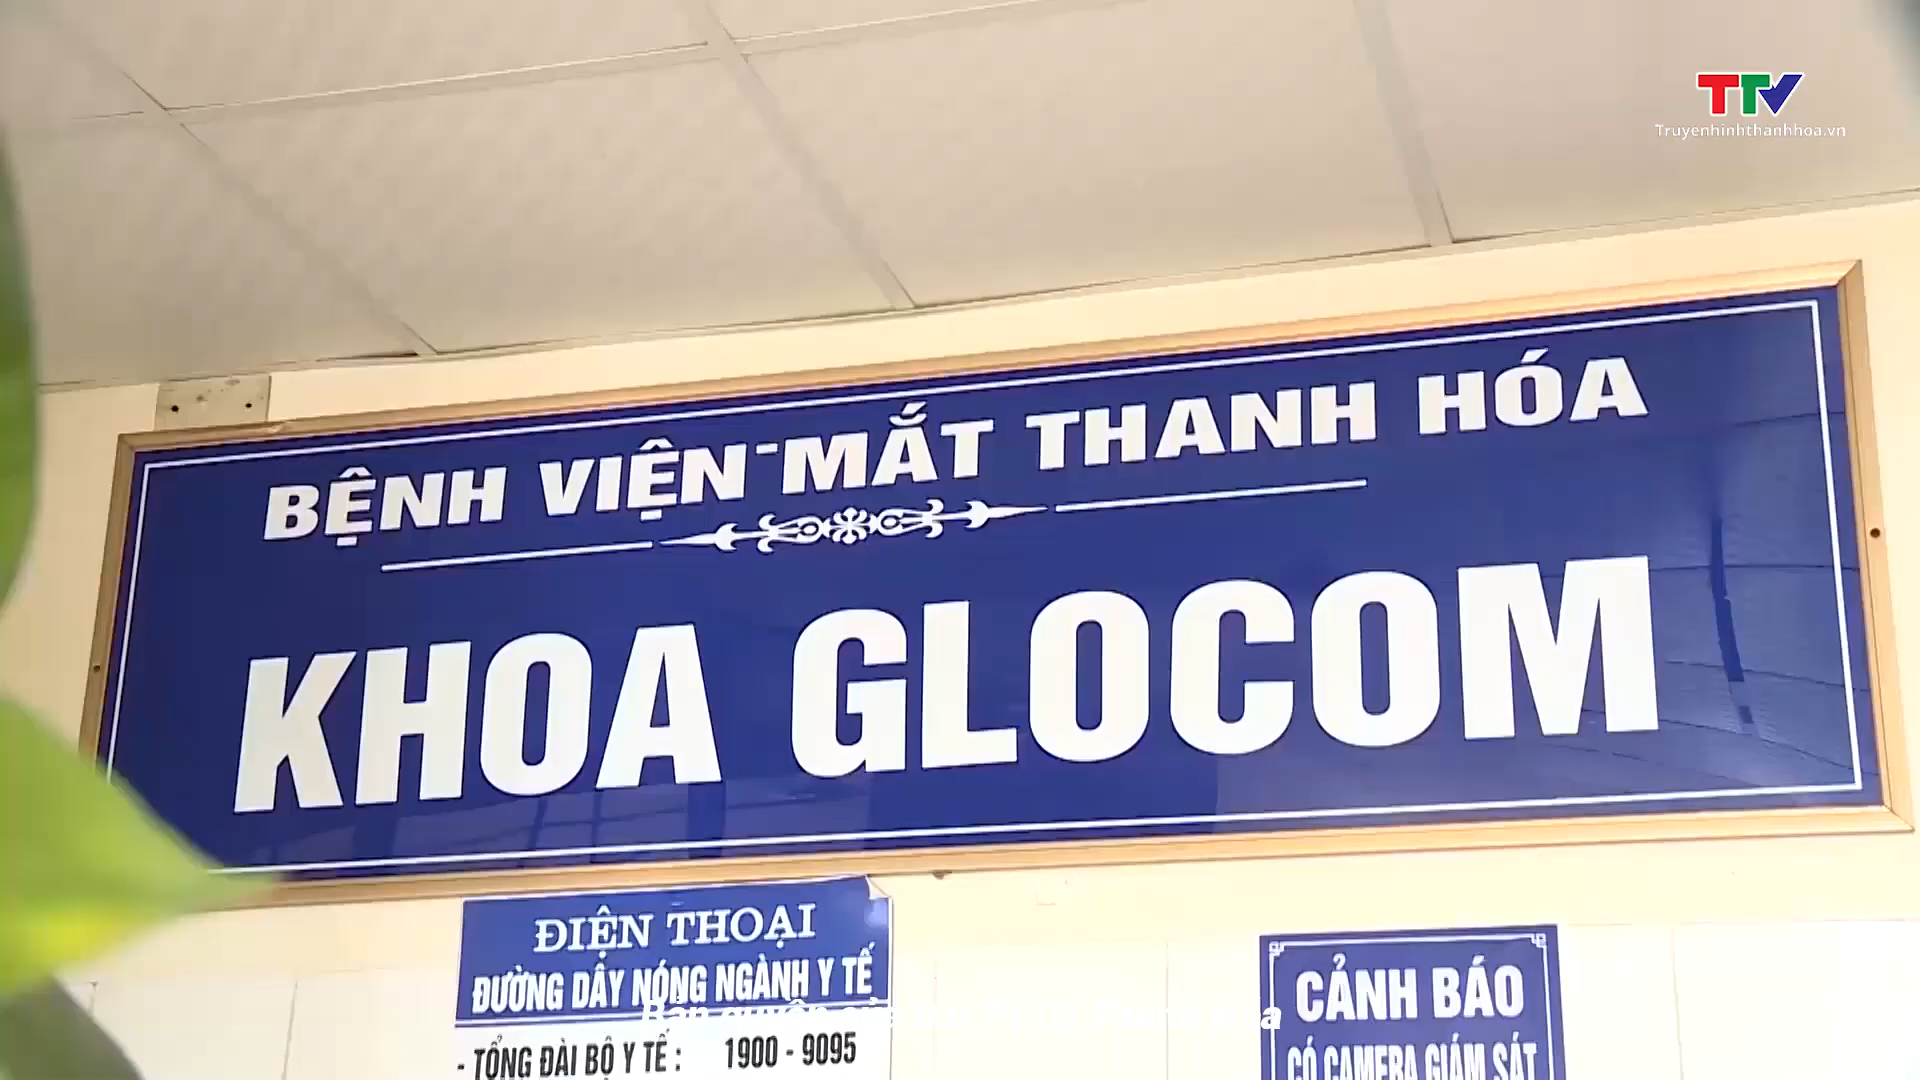 TTV
Truyenhinhthanhhoa.vn
BỆNH VIỆN MẮT THANH HÓA
KHOA GLOCOM
ĐIỆN THOẠI
ĐƯỜNG DÂY NÓNG NGÀNH Y TẾ
- TỔNG ĐÀI BỘ Y TẾ : 1900 - 9095
CẢNH BÁO
CÓ CAMERA GIÁM SÁT